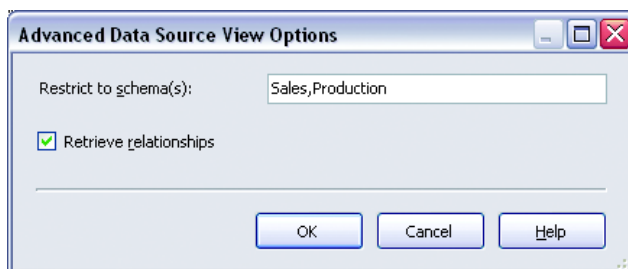 Advanced Data Source View Options
Restrict to schema(s): Sales,Production
Retrieve relationships
OK Cancel Help